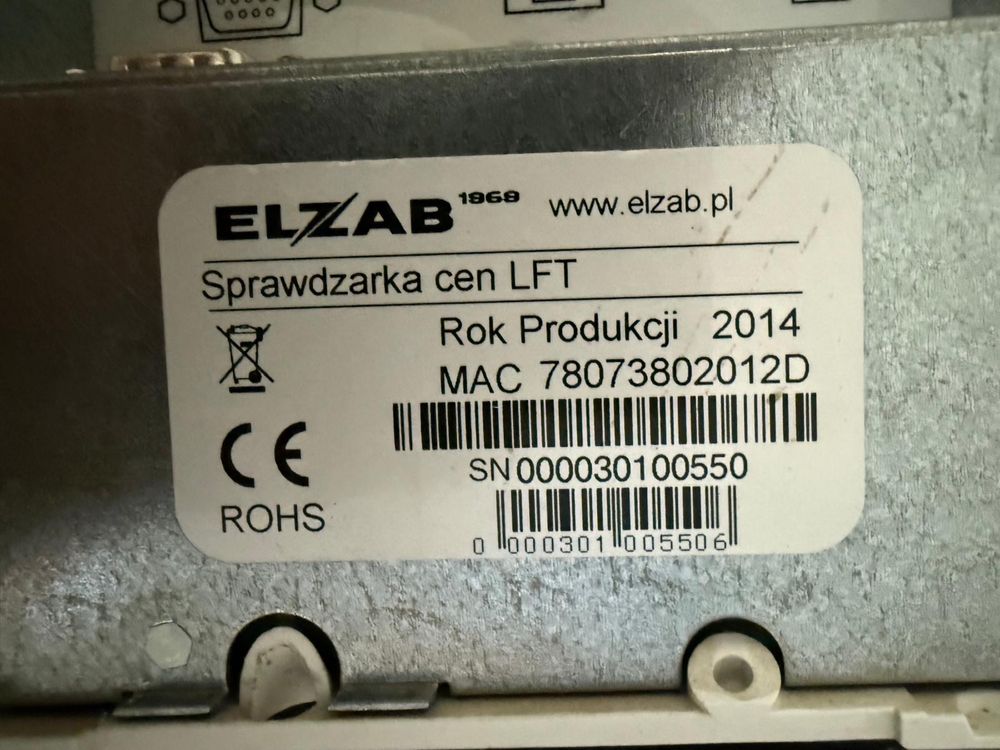 ELZAB 1969 www.elzab.pl
Sprawdzarka cen LFT
Rok Produkcji 2014
MAC 78073802012D
SN 000030100550
0 000301 005506
CE
ROHS